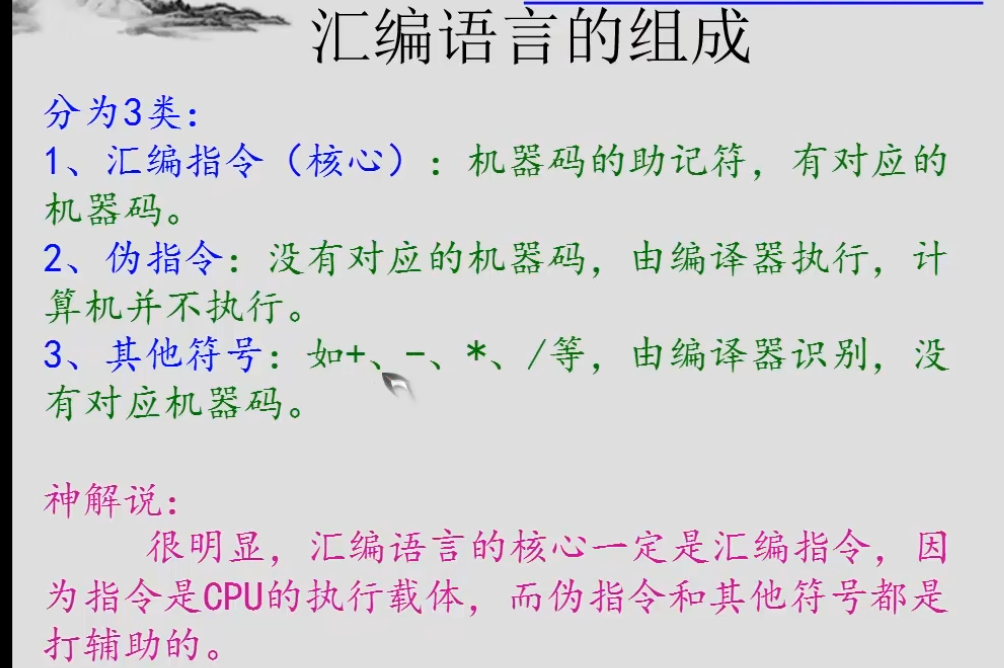 汇编语言的组成
分为3类：
1、汇编指令（核心）：机器码的助记符，有对应的
机器码。
2、伪指令：没有对应的机器码，由编译器执行，计
算机并不执行。
3、其他符号：如+、-、*、/等，由编译器识别，没
有对应机器码。
神解说：
很明显，汇编语言的核心一定是汇编指令，因
为指令是CPU的执行载体，而伪指令和其他符号都是
打辅助的。